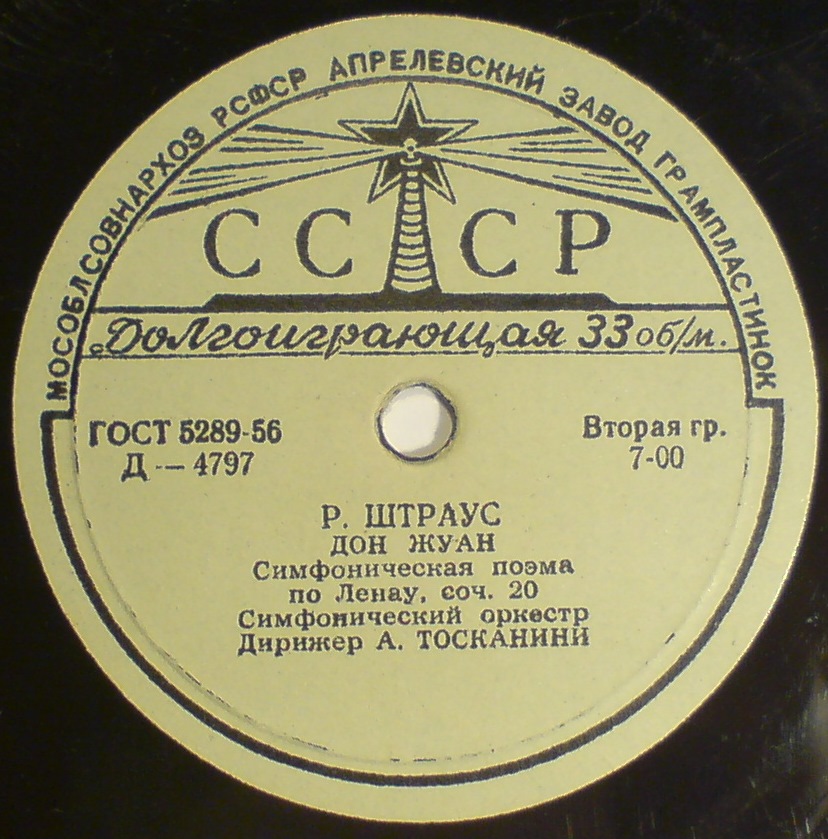 МОСОБЛСОВНАРХОЗ РСФСР АПРЕЛЕВСКИЙ ЗАВОД ГРАМПЛАСТИНОК
СССР
Долгоиграющая 33 об/м.
ГОСТ 5289-56
Д — 4797
Вторая гр.
7-00
Р. ШТРАУС
ДОН ЖУАН
Симфоническая поэма
по Ленау, соч. 20
Симфонический оркестр
Дирижер А. ТОСКАНИНИ